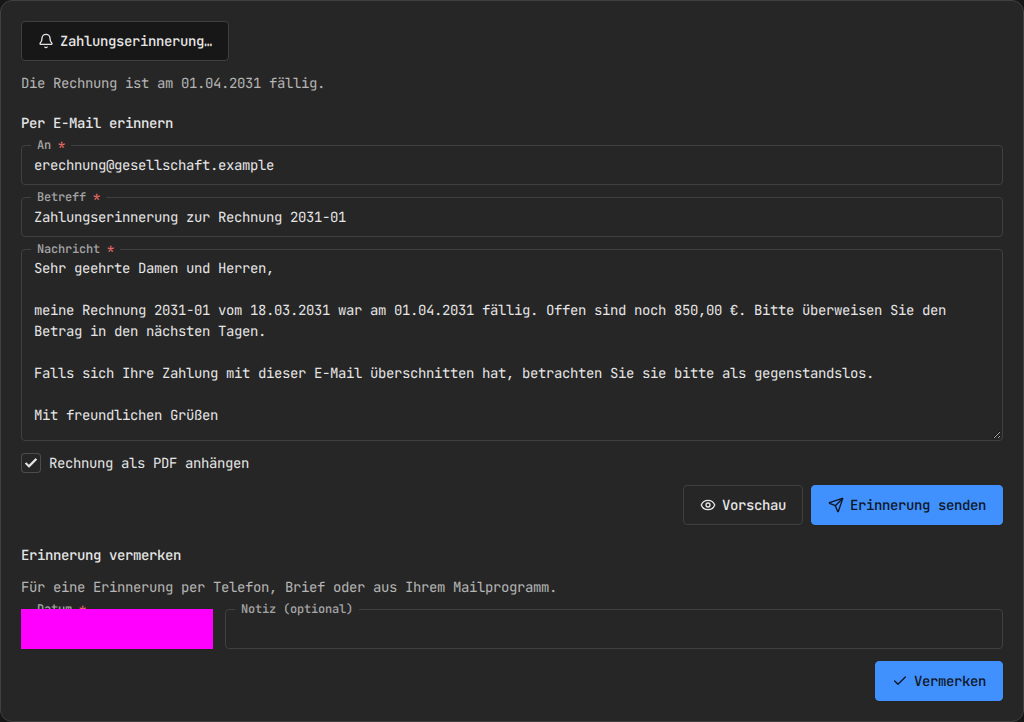 Zahlungserinnerung…
Die Rechnung ist am 01.04.2031 fällig.
Per E-Mail erinnern
An *
erechnung@gesellschaft.example
Betreff *
Zahlungserinnerung zur Rechnung 2031-01
Nachricht *
Sehr geehrte Damen und Herren,
meine Rechnung 2031-01 vom 18.03.2031 war am 01.04.2031 fällig. Offen sind noch 850,00 €. Bitte überweisen Sie den
Betrag in den nächsten Tagen.
Falls sich Ihre Zahlung mit dieser E-Mail überschnitten hat, betrachten Sie sie bitte als gegenstandslos.
Mit freundlichen Grüßen
Rechnung als PDF anhängen
Vorschau
Erinnerung senden
Erinnerung vermerken
Für eine Erinnerung per Telefon, Brief oder aus Ihrem Mailprogramm.
Datum *
Notiz (optional)
Vermerken